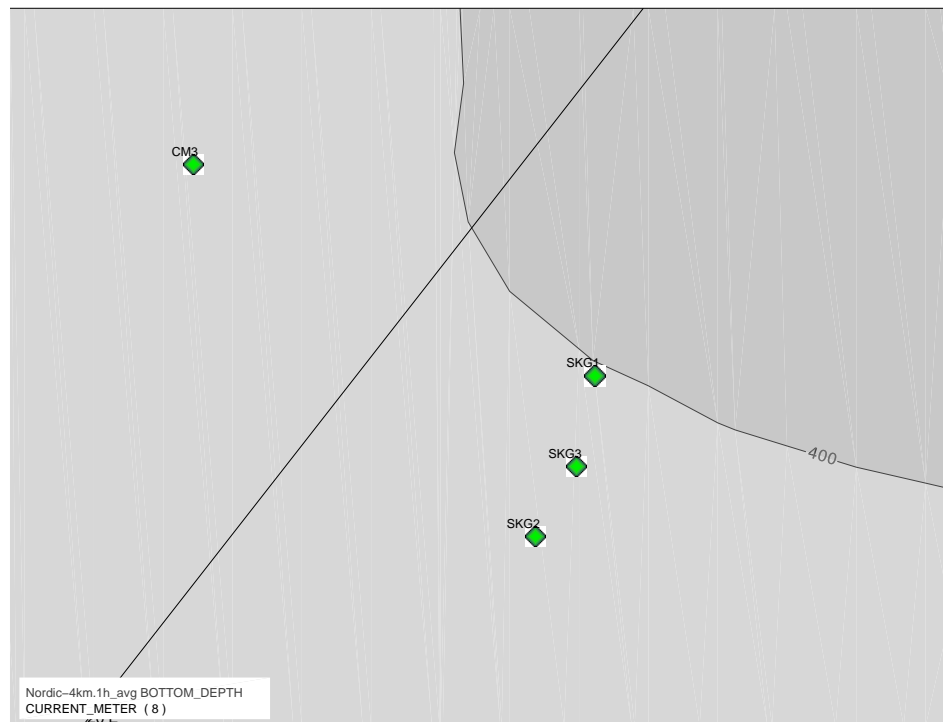 CM3
SKG1
SKG3
400
SKG2
Nordic−4km.1h_avg BOTTOM_DEPTH
CURRENT_METER ( 8 )